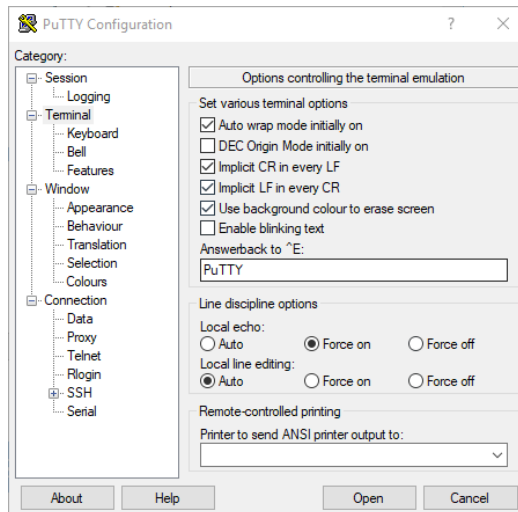 PuTTY Configuration
?
Category:
Session
Logging
Terminal
Keyboard
Bell
Features
Window
Appearance
Behaviour
Translation
Selection
Colours
Connection
Data
Proxy
Telnet
Rlogin
SSH
Serial
Options controlling the terminal emulation
Set various terminal options
Auto wrap mode initially on
DEC Origin Mode initially on
Implicit CR in every LF
Implicit LF in every CR
Use background colour to erase screen
Enable blinking text
Answerback to ^E:
PuTTY
Line discipline options
Local echo:
Auto Force on Force off
Local line editing:
Auto Force on Force off
Remote-controlled printing
Printer to send ANSI printer output to:
About Help Open Cancel